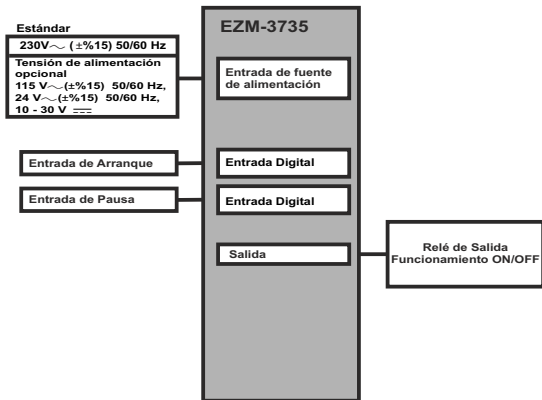 Estándar
230V～ (±%15) 50/60 Hz
Tensión de alimentación
opcional
115 V～(±%15) 50/60 Hz,
24 V～(±%15) 50/60 Hz,
10 - 30 V ⎓
EZM-3735
Entrada de fuente
de alimentación
Entrada de Arranque
Entrada Digital
Entrada de Pausa
Entrada Digital
Salida
Relé de Salida
Funcionamiento ON/OFF